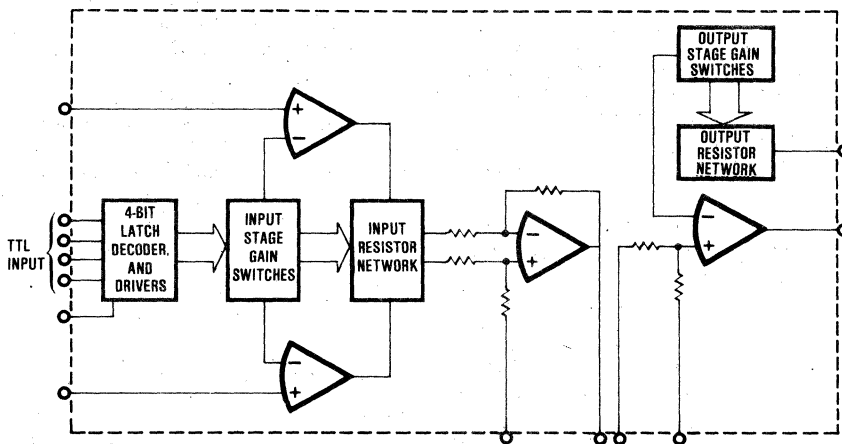 OUTPUT
STAGE GAIN
SWITCHES
OUTPUT
RESISTOR
NETWORK
+
−
TTL
INPUT
4-BIT
LATCH
DECODER,
AND
DRIVERS
INPUT
STAGE
GAIN
SWITCHES
INPUT
RESISTOR
NETWORK
−
+
−
+
−
+